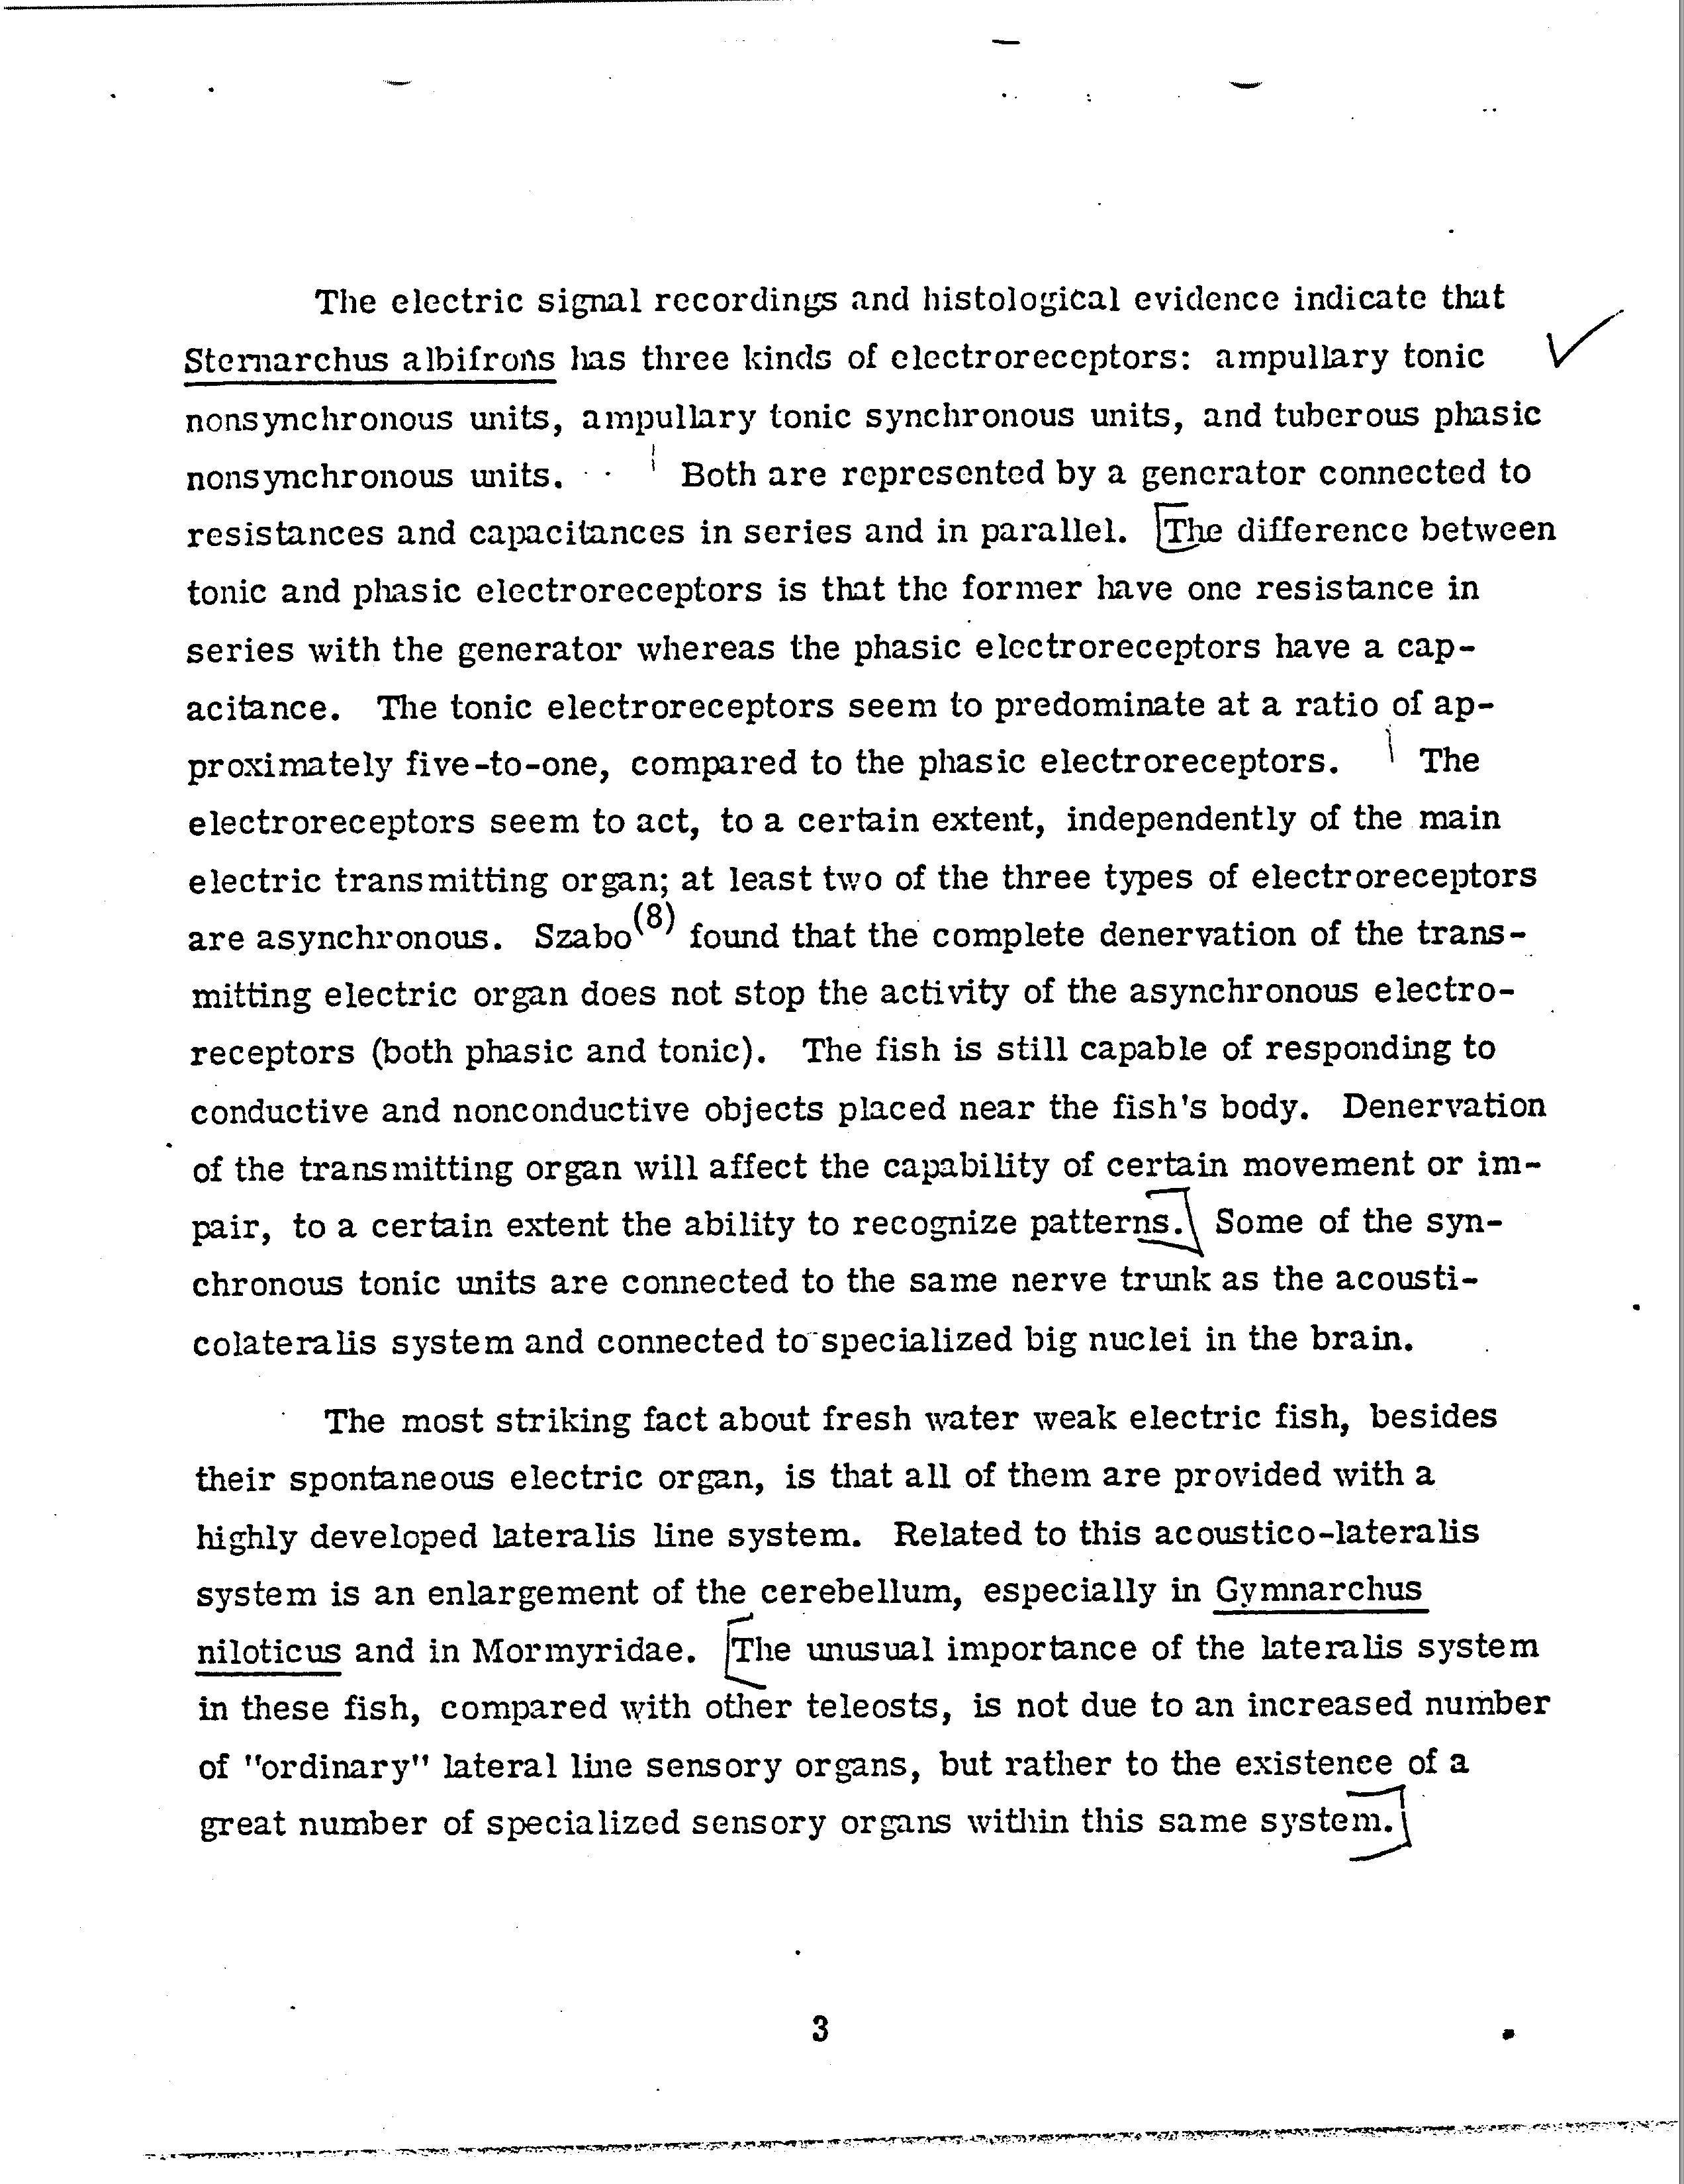 The electric signal recordings and histological evidence indicate that
Sternarchus albifrons has three kinds of electroreceptors: ampullary tonic
nonsynchronous units, ampullary tonic synchronous units, and tuberous phasic
nonsynchronous units. Both are represented by a generator connected to
resistances and capacitances in series and in parallel. [The difference between
tonic and phasic electroreceptors is that the former have one resistance in
series with the generator whereas the phasic electroreceptors have a cap-
acitance. The tonic electroreceptors seem to predominate at a ratio of ap-
proximately five-to-one, compared to the phasic electroreceptors. The
electroreceptors seem to act, to a certain extent, independently of the main
electric transmitting organ; at least two of the three types of electroreceptors
are asynchronous. Szabo(8) found that the complete denervation of the trans-
mitting electric organ does not stop the activity of the asynchronous electro-
receptors (both phasic and tonic). The fish is still capable of responding to
conductive and nonconductive objects placed near the fish's body. Denervation
of the transmitting organ will affect the capability of certain movement or im-
pair, to a certain extent the ability to recognize patterns.] Some of the syn-
chronous tonic units are connected to the same nerve trunk as the acousti-
colateralis system and connected to specialized big nuclei in the brain.
The most striking fact about fresh water weak electric fish, besides
their spontaneous electric organ, is that all of them are provided with a
highly developed lateralis line system. Related to this acoustico-lateralis
system is an enlargement of the cerebellum, especially in Gymnarchus
niloticus and in Mormyridae. [The unusual importance of the lateralis system
in these fish, compared with other teleosts, is not due to an increased number
of "ordinary" lateral line sensory organs, but rather to the existence of a
great number of specialized sensory organs within this same system.]
3